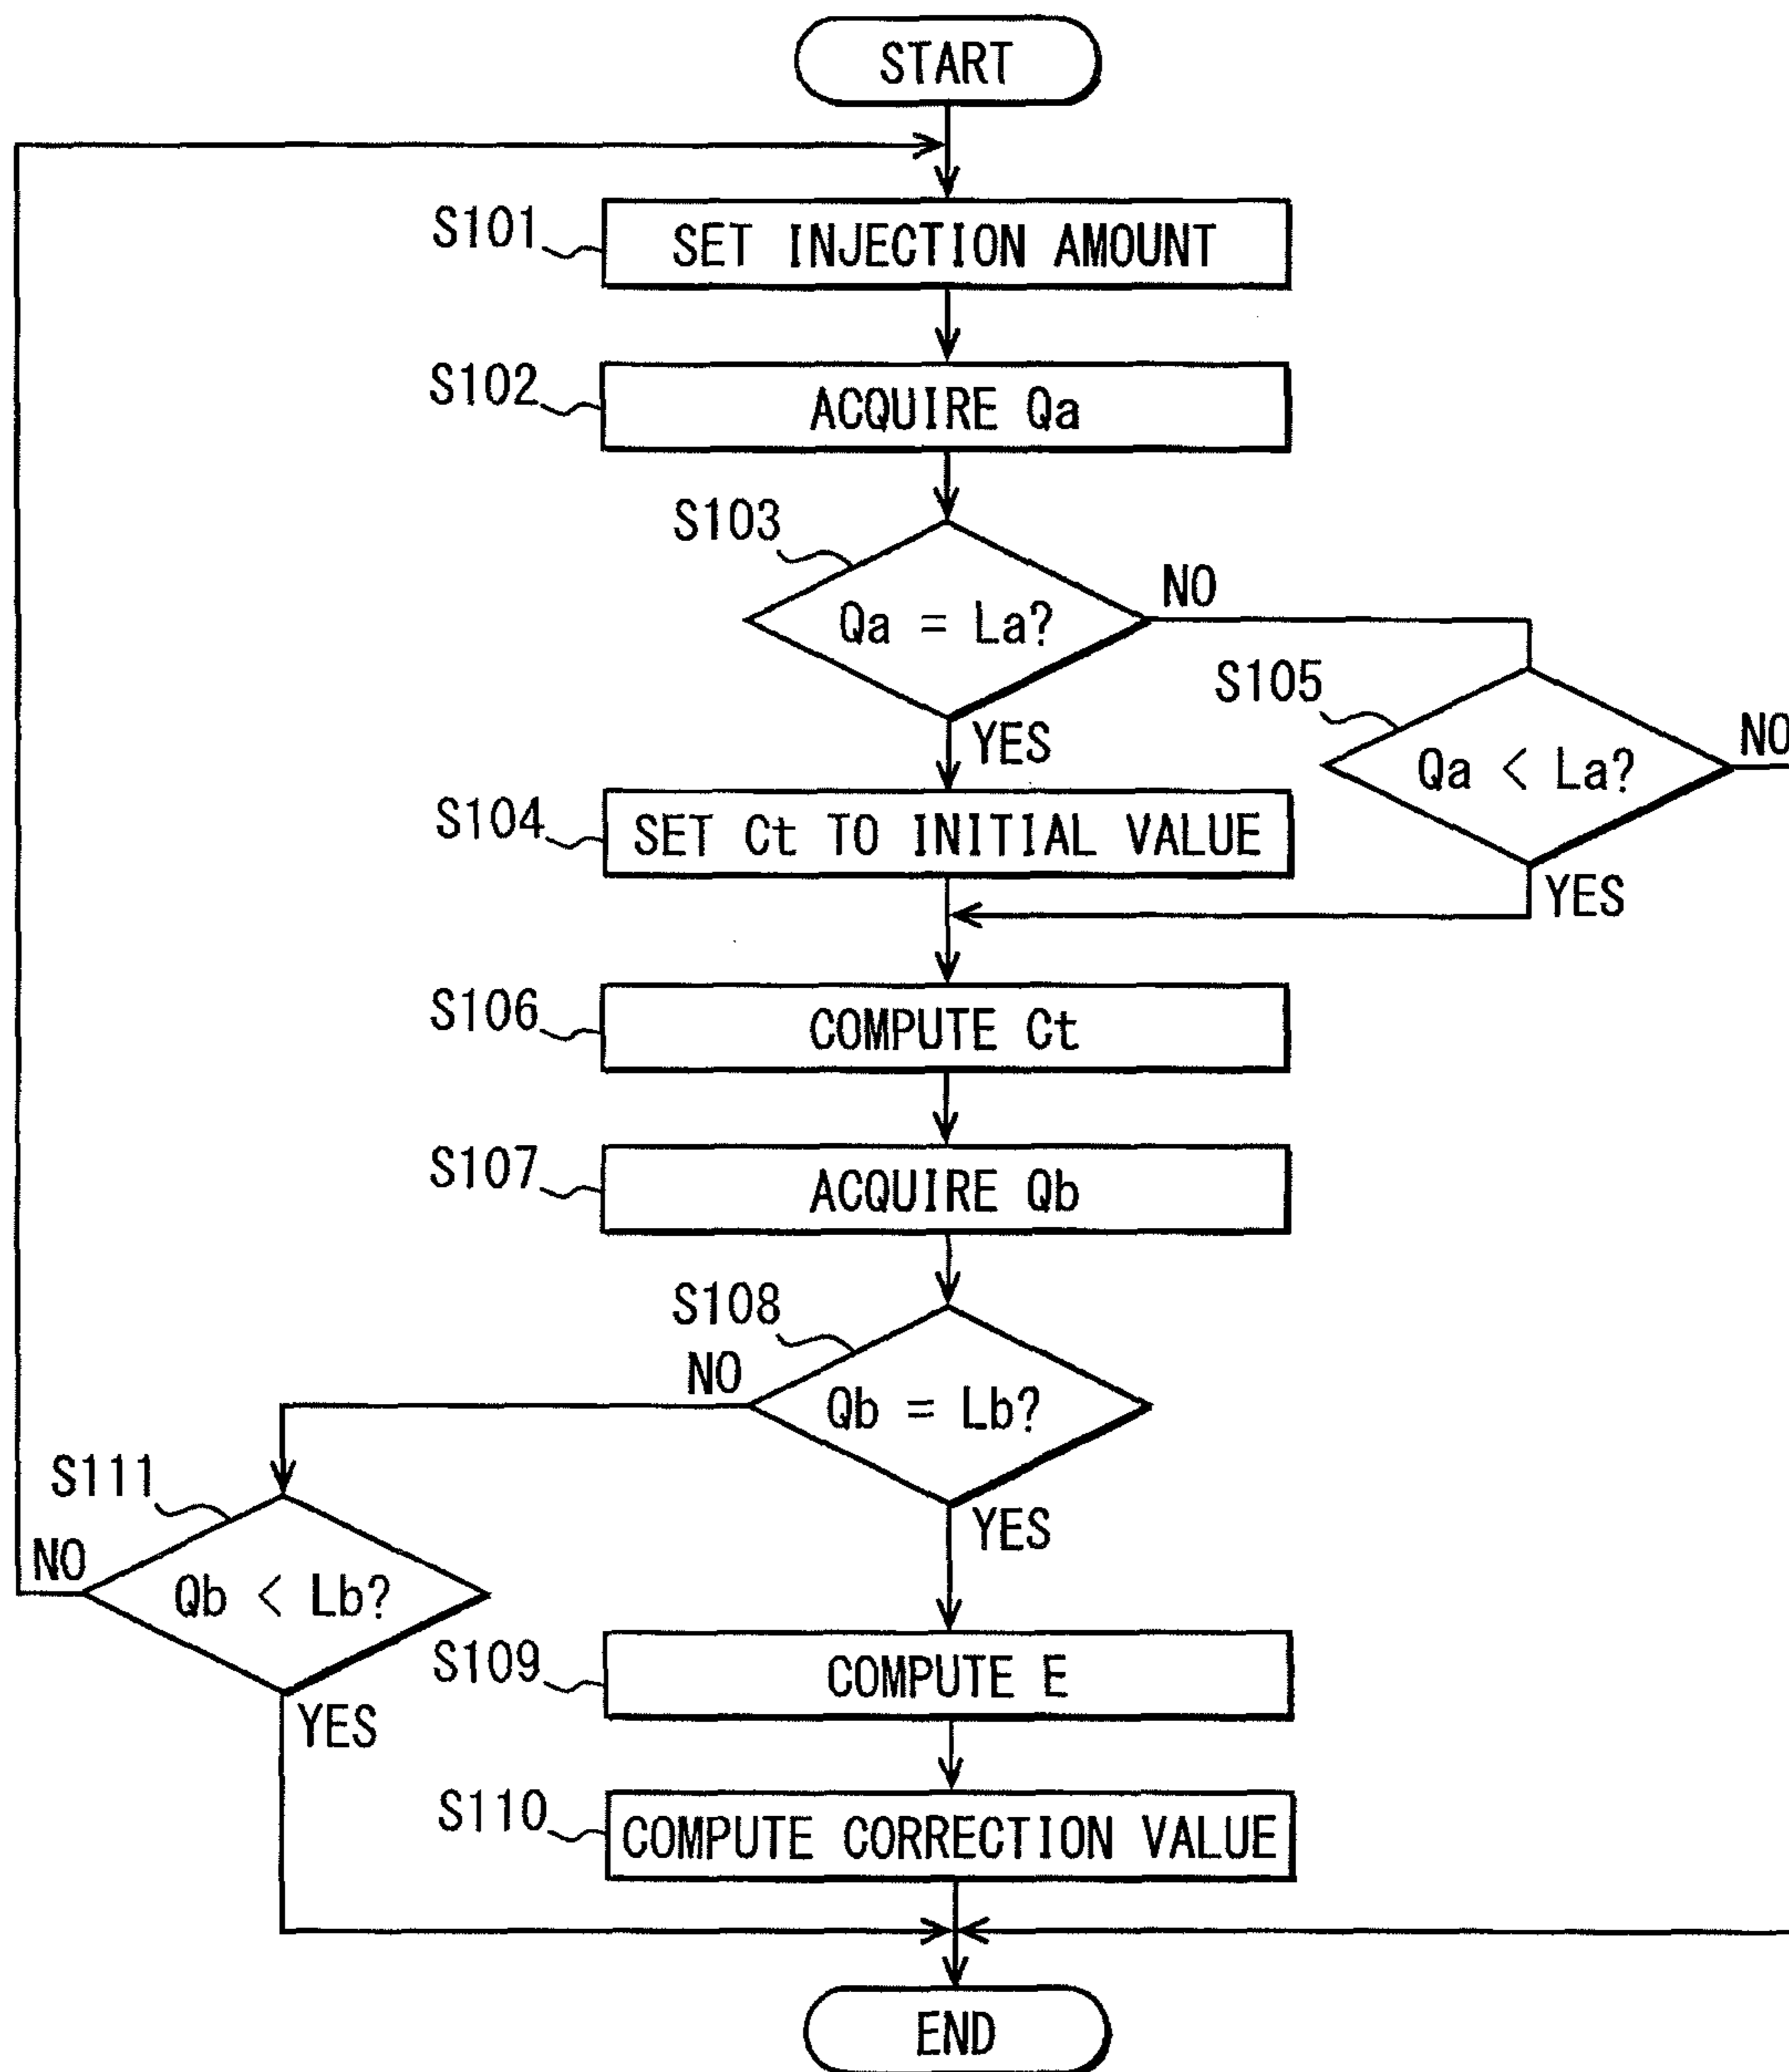 START
S101
SET INJECTION AMOUNT
S102
ACQUIRE Qa
S103
Qa = La?
NO
YES
S105
Qa < La?
NO
YES
S104
SET Ct TO INITIAL VALUE
S106
COMPUTE Ct
S107
ACQUIRE Qb
S108
Qb = Lb?
NO
YES
S111
Qb < Lb?
NO
YES
S109
COMPUTE E
S110
COMPUTE CORRECTION VALUE
END